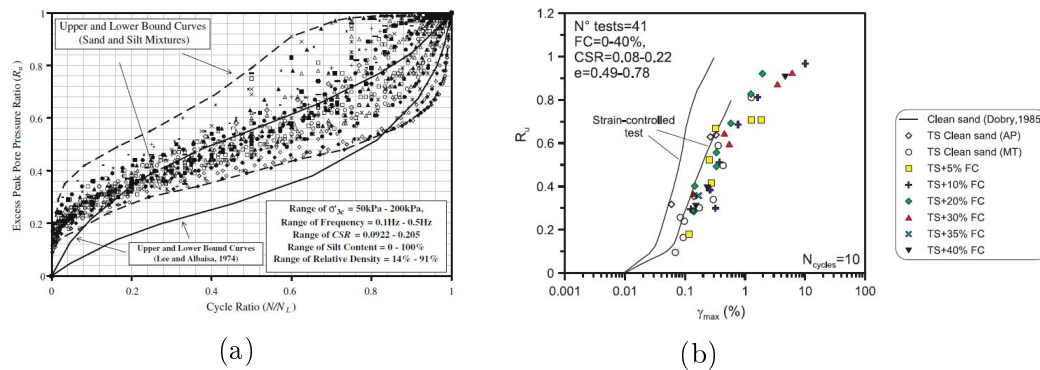 Excess Peak Pore Pressure Ratio (Ru)
1
0.8
0.6
0.4
0.2
0
Upper and Lower Bound Curves
(Sand and Silt Mixtures)
Upper and Lower Bound Curves
(Lee and Albaisa, 1974)
Range of σ'3c = 50kPa - 200kPa,
Range of Frequency = 0.1Hz - 0.5Hz
Range of CSR = 0.0922 - 0.205
Range of Silt Content = 0 - 100%
Range of Relative Density = 14% - 91%
0 0.2 0.4 0.6 0.8 1
Cycle Ratio (N/NL)
(a)
Ru
1.2
1
0.8
0.6
0.4
0.2
0
N° tests=41
FC=0-40%,
CSR=0.08-0.22
e=0.49-0.78
Strain-controlled
test
Ncycles=10
0.001 0.01 0.1 1 10 100
γmax (%)
(b)
Clean sand (Dobry,1985)
TS Clean sand (AP)
TS Clean sand (MT)
TS+5% FC
TS+10% FC
TS+20% FC
TS+30% FC
TS+35% FC
TS+40% FC